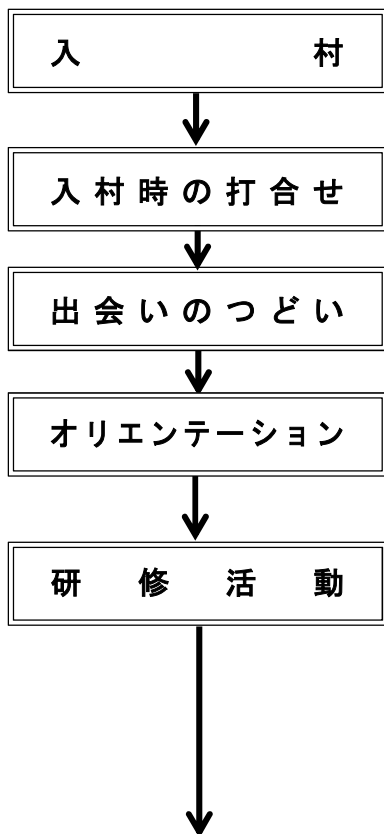 入村
入村時の打合せ
出会いのつどい
オリエンテーション
研修活動